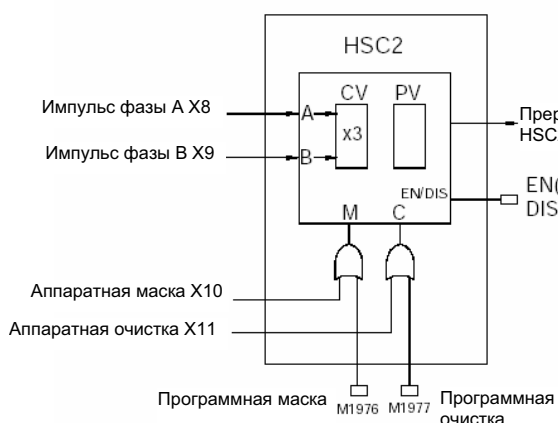 HSC2
CV PV
Импульс фазы А X8
A
x3
Импульс фазы В X9
B
EN/DIS
M C
Аппаратная маска X10
Аппаратная очистка X11
Программная маска
M1976
M1977
Программная
очистка